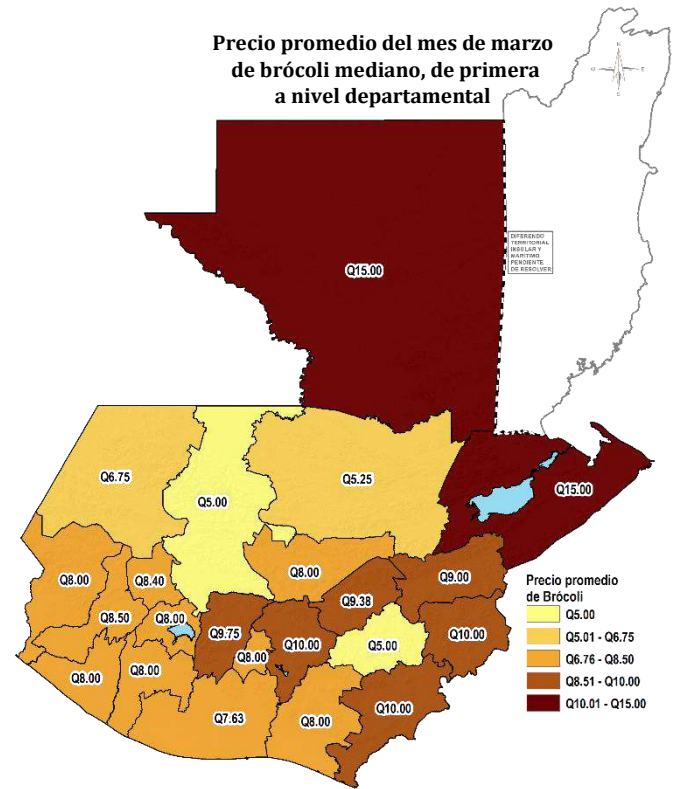 Precio promedio del mes de marzo
de brócoli mediano, de primera
a nivel departamental
N
E
S
DIFERENDO
TERRITORIAL
INSULAR Y
MARÍTIMO
PENDIENTE
DE RESOLVER
Q15.00
Q6.75
Q5.00
Q5.25
Q15.00
Q8.00
Q8.40
Q8.00
Q9.00
Q9.38
Q8.50
Q8.00
Q9.75
Q10.00
Q5.00
Q10.00
Q8.00
Q8.00
Q8.00
Q10.00
Q7.63
Q8.00
Precio promedio
de Brócoli
Q5.00
Q5.01 - Q6.75
Q6.76 - Q8.50
Q8.51 - Q10.00
Q10.01 - Q15.00